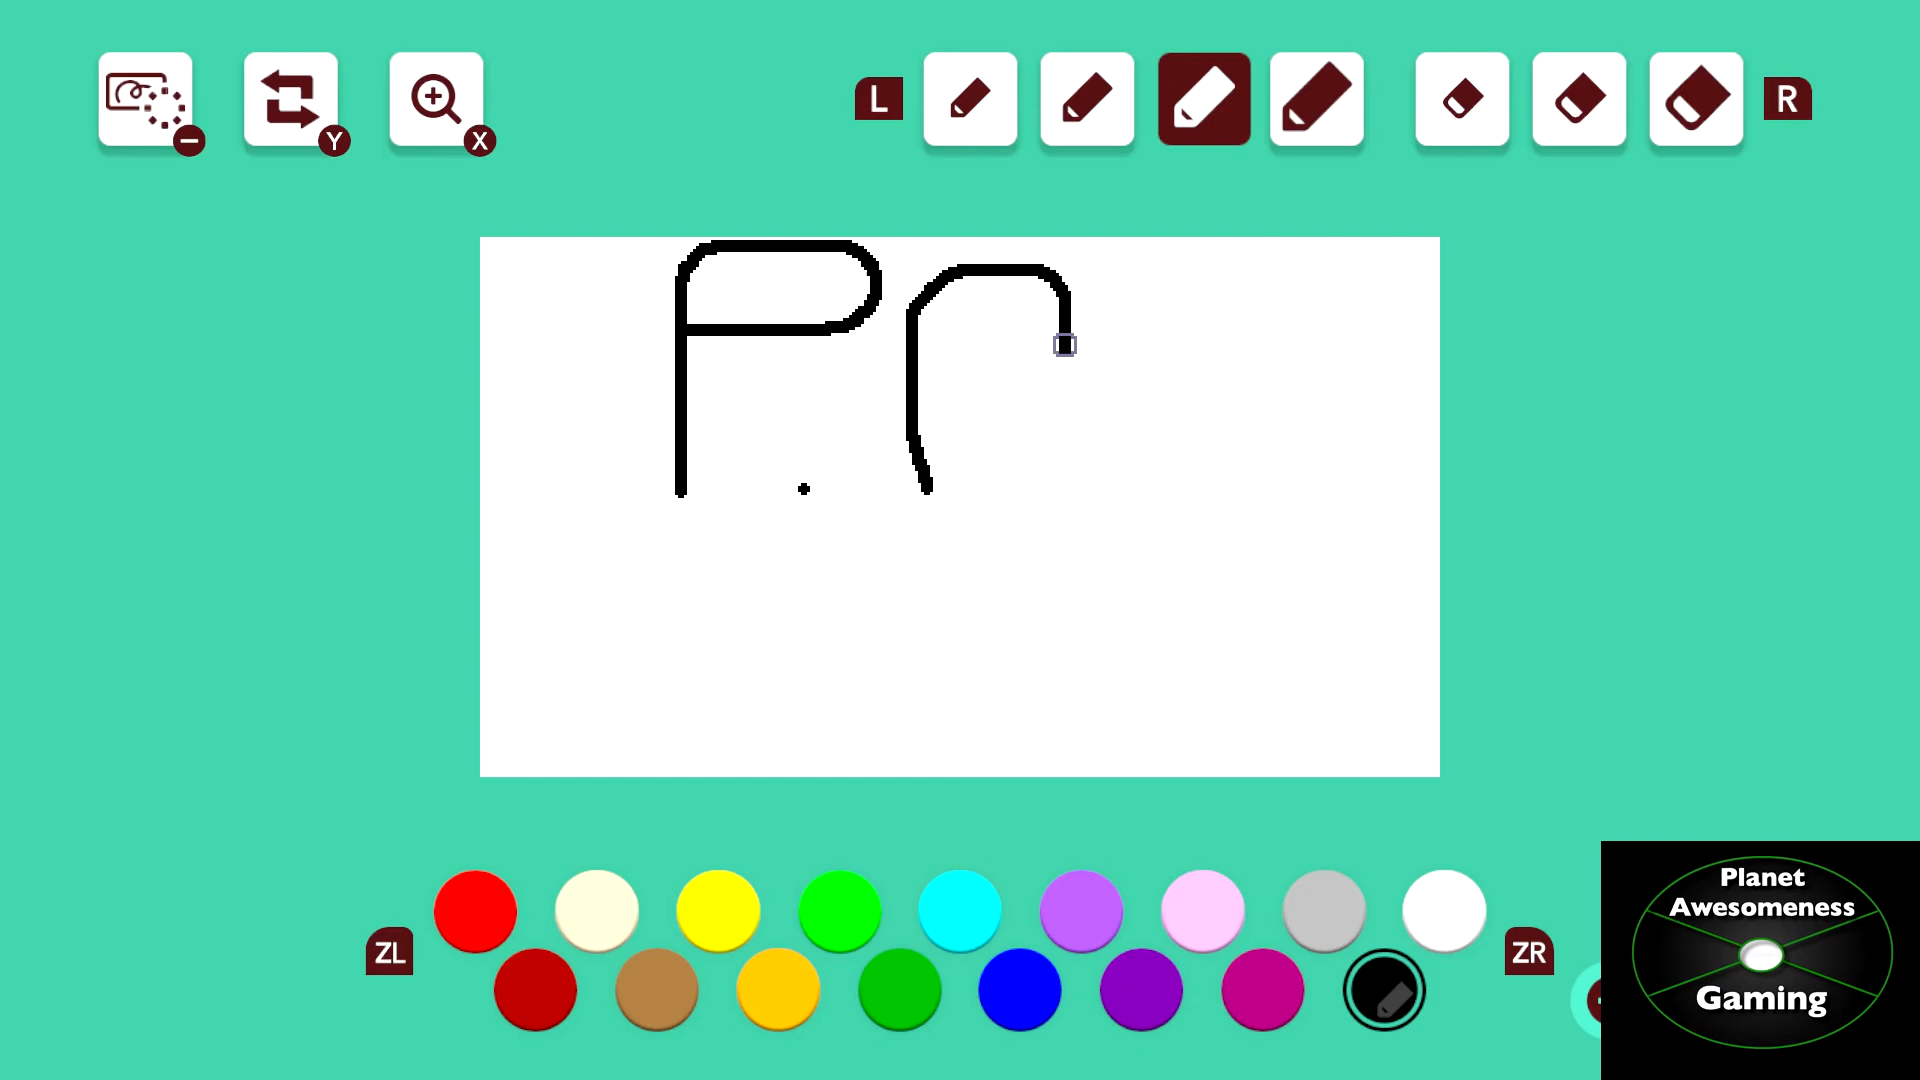 L
R
Y
X
P.
ZL
ZR
Planet
Awesomeness
Gaming